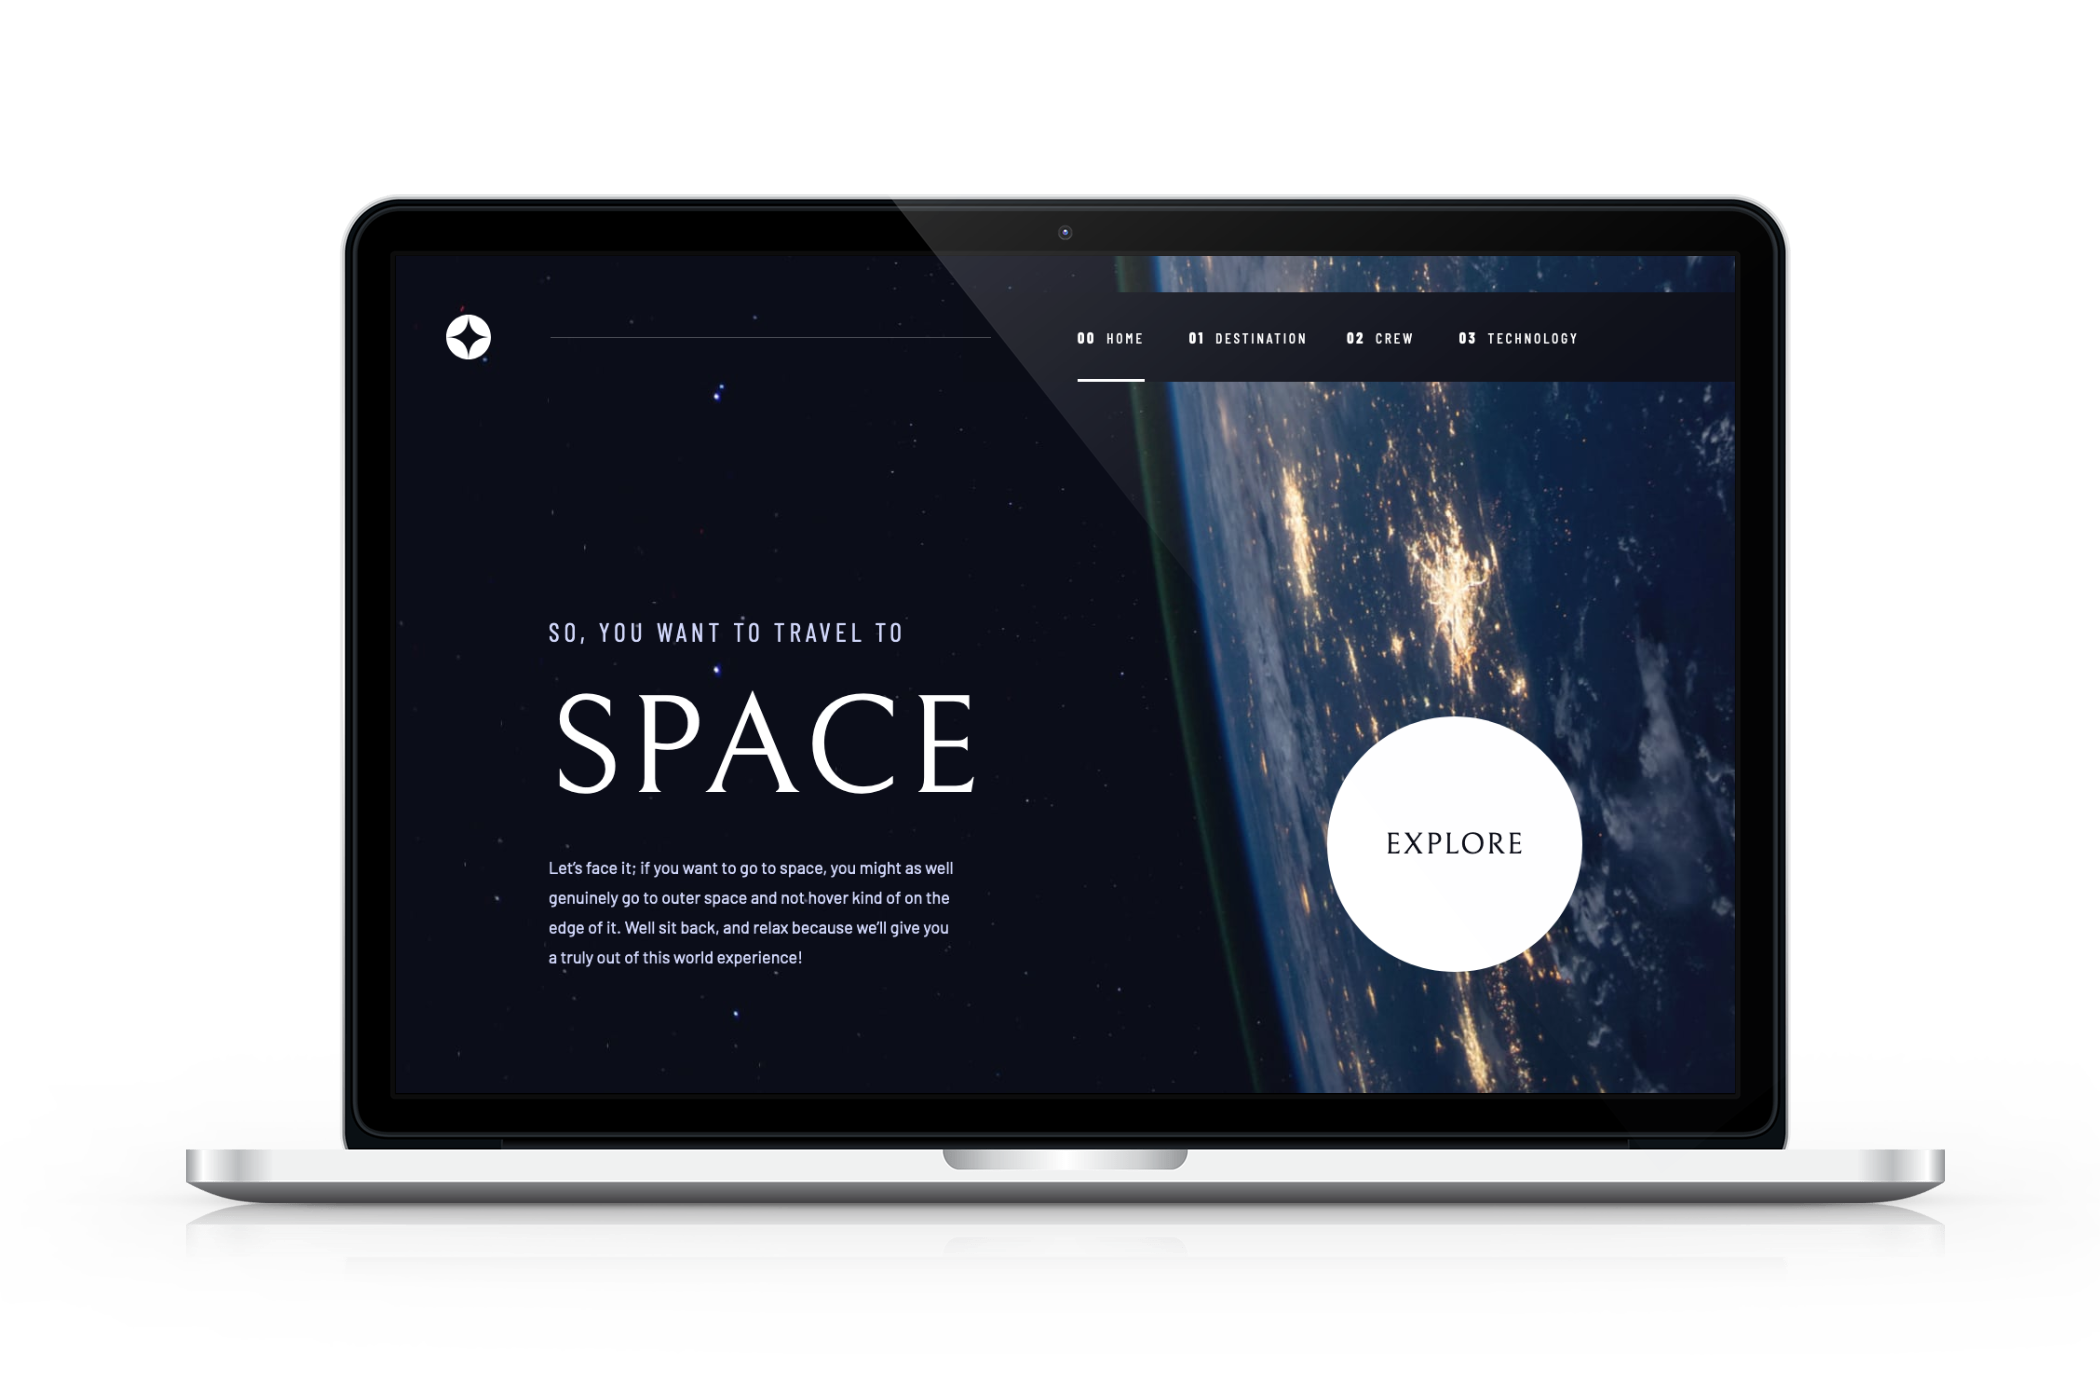 00 HOME 01 DESTINATION 02 CREW 03 TECHNOLOGY
SO, YOU WANT TO TRAVEL TO
SPACE
Let’s face it; if you want to go to space, you might as well
genuinely go to outer space and not hover kind of on the
edge of it. Well sit back, and relax because we’ll give you
a truly out of this world experience!
EXPLORE